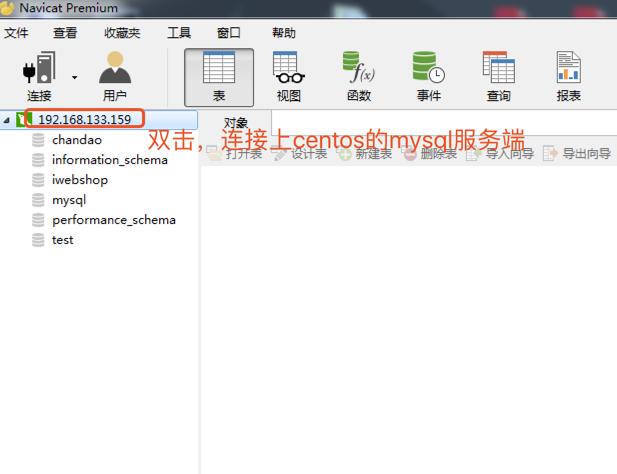 Navicat Premium
文件 查看 收藏夹 工具 窗口 帮助
连接 用户 表 视图 函数 事件 查询 报表
192.168.133.159
对象
双击，连接上centos的mysql服务端
打开表 设计表 新建表 删除表 导入向导 导出向导
chandao
information_schema
iwebshop
mysql
performance_schema
test